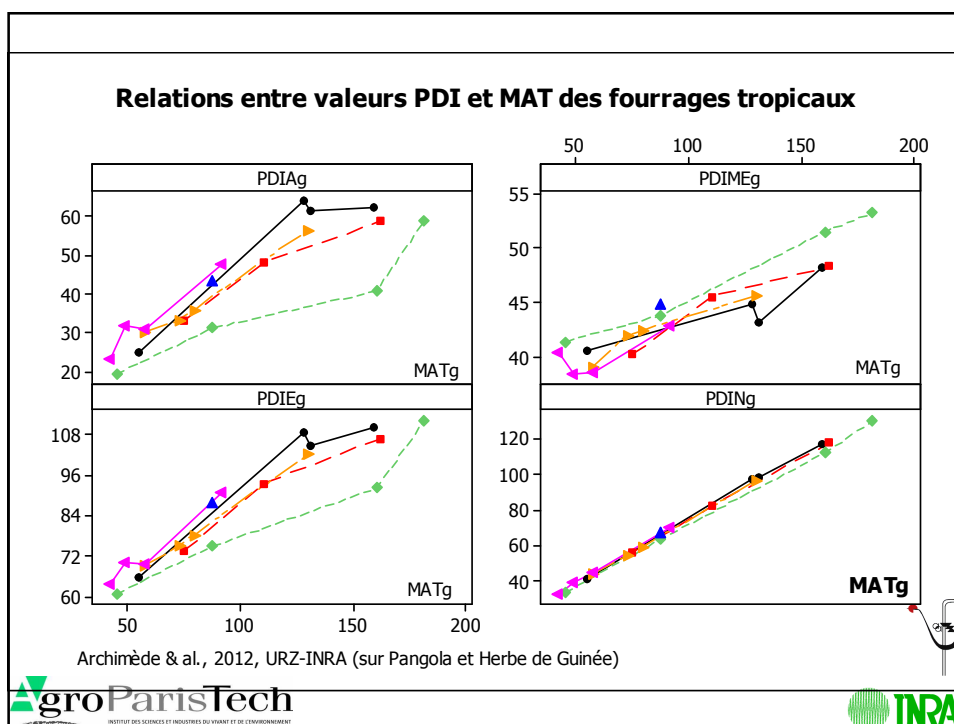 Relations entre valeurs PDI et MAT des fourrages tropicaux
50 100 150 200
PDIAg
PDIMEg
60
50
40
30
20
MATg
55
50
45
40
MATg
PDIEg
PDINg
108
96
84
72
60
MATg
120
100
80
60
40
MATg
50 100 150 200
Archimède & al., 2012, URZ-INRA (sur Pangola et Herbe de Guinée)
AgroParisTech
INSTITUT DES SCIENCES ET INDUSTRIES DU VIVANT ET DE L'ENVIRONNEMENT
INRA